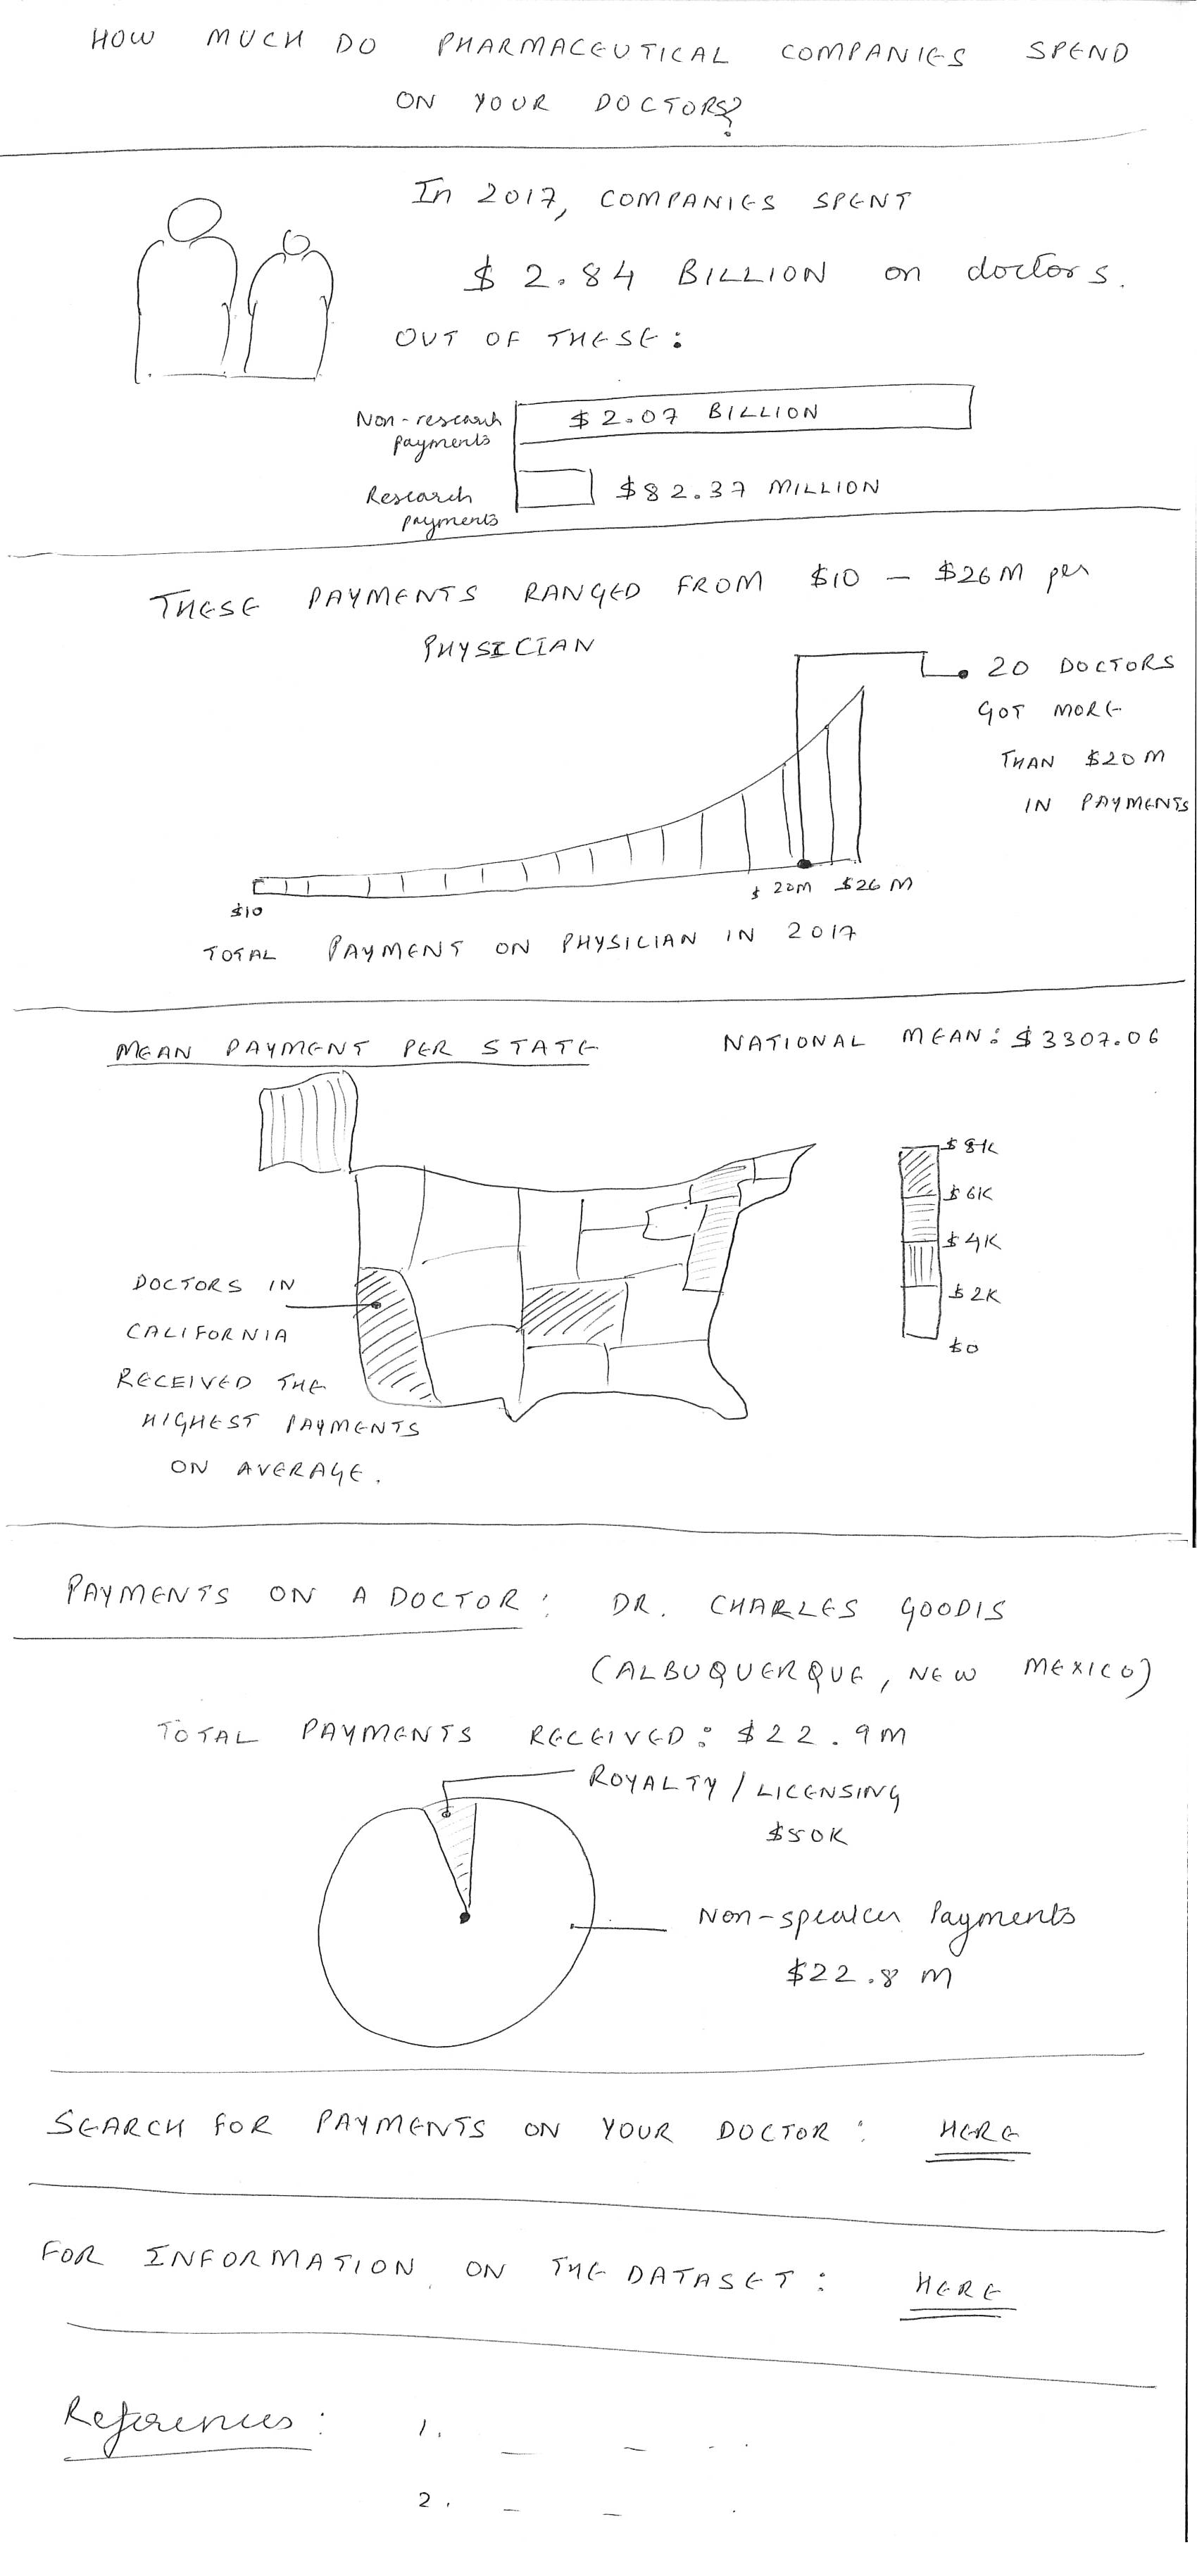 HOW MUCH DO PHARMACEUTICAL COMPANIES SPEND
ON YOUR DOCTORS?
In 2017, COMPANIES SPENT
$ 2.84 BILLION on doctors.
OUT OF THESE:
Non-research
payments
$2.07 BILLION
Research
payments
$82.37 MILLION
THESE PAYMENTS RANGED FROM $10 – $26M per
PHYSICIAN
20 DOCTORS
GOT MORE
THAN $20M
IN PAYMENTS
$10
$ 20M
$26 M
TOTAL PAYMENT ON PHYSICIAN IN 2017
MEAN PAYMENT PER STATE
NATIONAL MEAN: $3307.06
$8K
$6K
$4K
$2K
$0
DOCTORS IN
CALIFORNIA
RECEIVED THE
HIGHEST PAYMENTS
ON AVERAGE.
PAYMENTS ON A DOCTOR: DR. CHARLES GOODIS
(ALBUQUERQUE, NEW MEXICO)
TOTAL PAYMENTS RECEIVED: $22.9M
ROYALTY / LICENSING
$50K
Non-speaker Payments
$22.8 M
SEARCH FOR PAYMENTS ON YOUR DOCTOR: HERE
FOR INFORMATION ON THE DATASET: HERE
References: 1.
2.